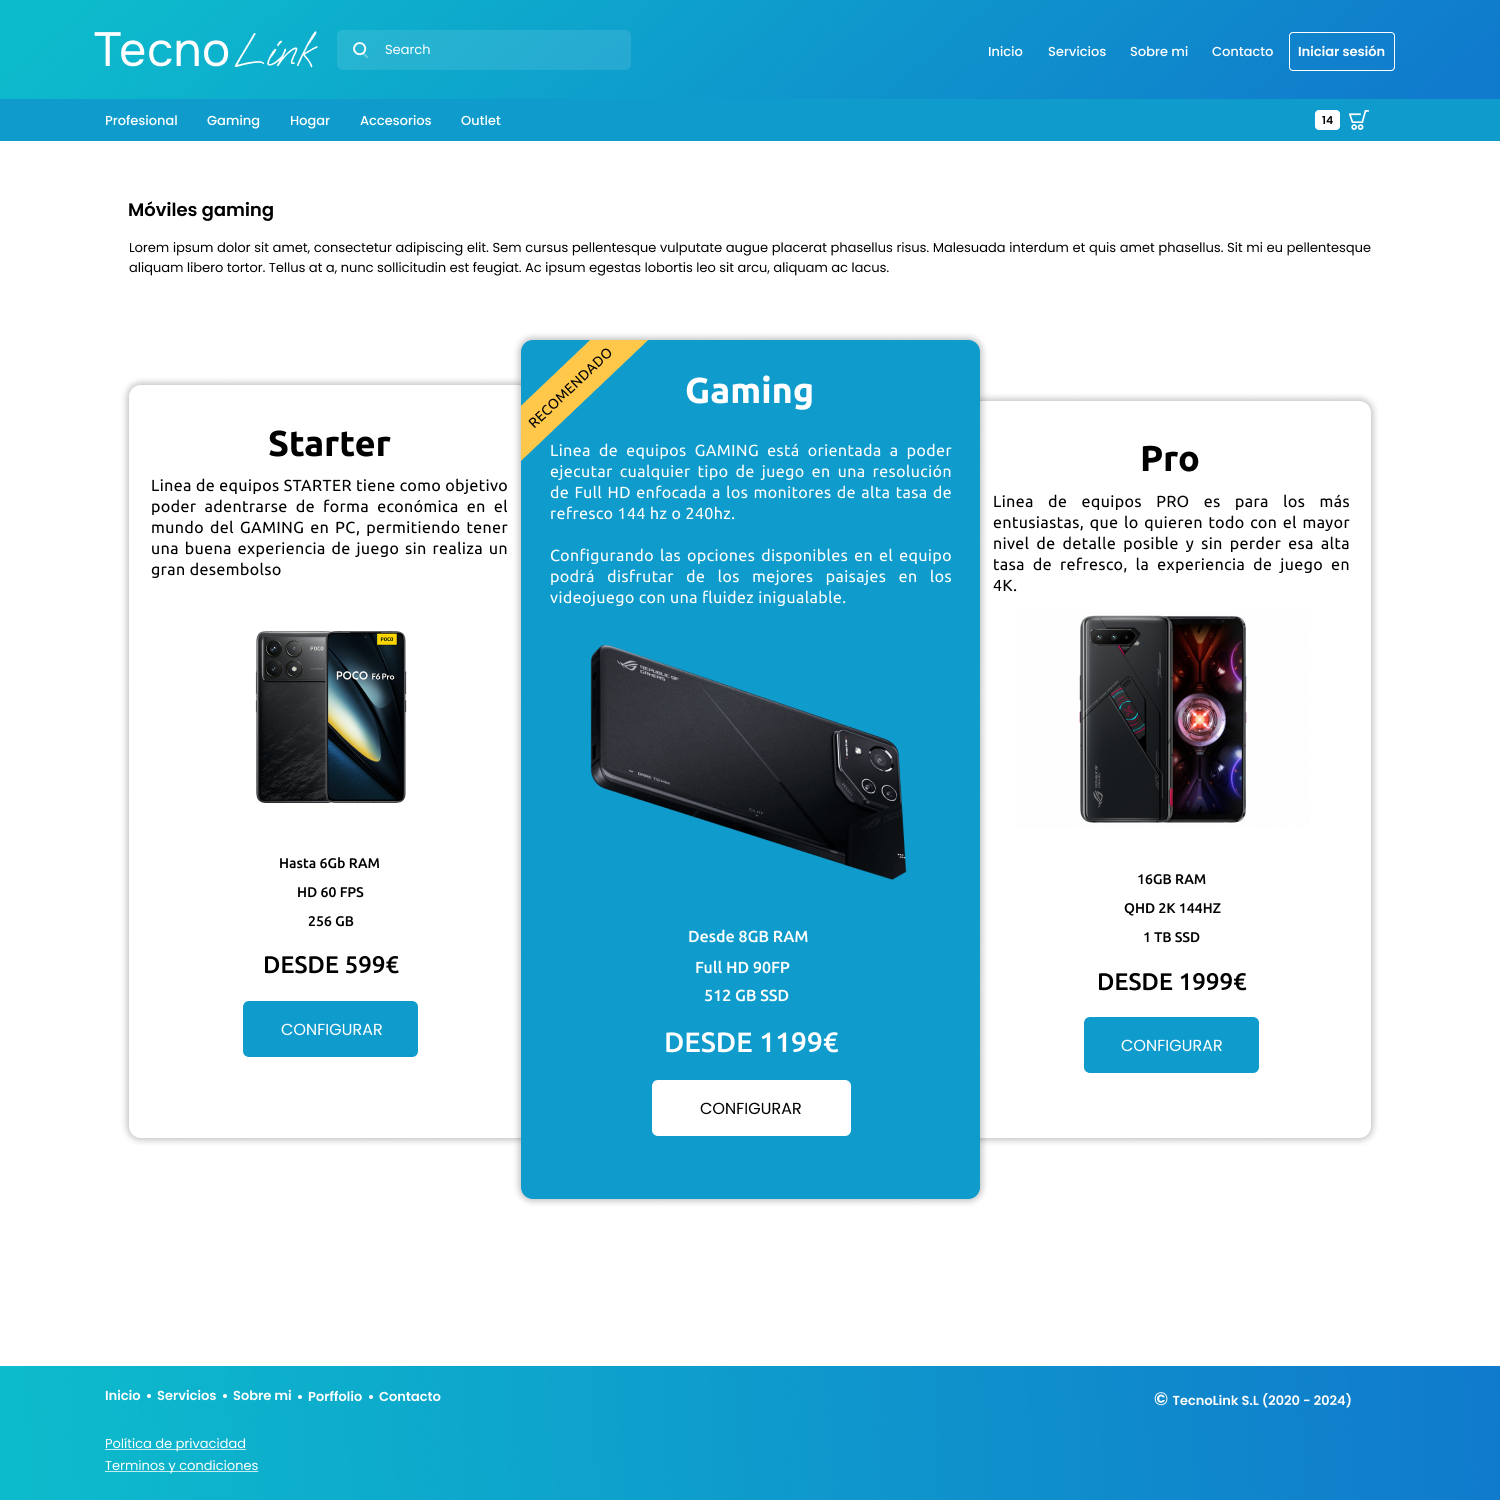 Tecno Link
Search
Inicio
Servicios
Sobre mi
Contacto
Iniciar sesión
Profesional
Gaming
Hogar
Accesorios
Outlet
14
Móviles gaming
Lorem ipsum dolor sit amet, consectetur adipiscing elit. Sem cursus pellentesque vulputate augue placerat phasellus risus. Malesuada interdum et quis amet phasellus. Sit mi eu pellentesque
aliquam libero tortor. Tellus at a, nunc sollicitudin est feugiat. Ac ipsum egestas lobortis leo sit arcu, aliquam ac lacus.
Starter
Linea de equipos STARTER tiene como objetivo
poder adentrarse de forma económica en el
mundo del GAMING en PC, permitiendo tener
una buena experiencia de juego sin realiza un
gran desembolso
POCO
POCO
POCO F6 Pro
Hasta 6Gb RAM
HD 60 FPS
256 GB
DESDE 599€
CONFIGURAR
RECOMENDADO
Gaming
Linea de equipos GAMING está orientada a poder
ejecutar cualquier tipo de juego en una resolución
de Full HD enfocada a los monitores de alta tasa de
refresco 144 hz o 240hz.
Configurando las opciones disponibles en el equipo
podrá disfrutar de los mejores paisajes en los
videojuego con una fluidez inigualable.
REPUBLIC OF
GAMERS
Desde 8GB RAM
Full HD 90FP
512 GB SSD
DESDE 1199€
CONFIGURAR
Pro
Linea de equipos PRO es para los más
entusiastas, que lo quieren todo con el mayor
nivel de detalle posible y sin perder esa alta
tasa de refresco, la experiencia de juego en
4K.
16GB RAM
QHD 2K 144HZ
1 TB SSD
DESDE 1999€
CONFIGURAR
Inicio • Servicios • Sobre mi • Porffolio • Contacto
© TecnoLink S.L (2020 - 2024)
Política de privacidad
Terminos y condiciones